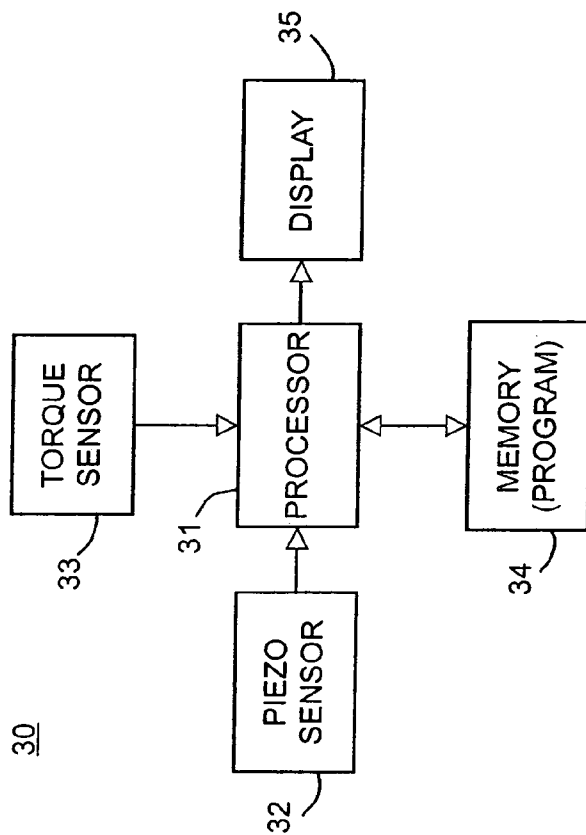 30
TORQUE
SENSOR
33
31
PIEZO
SENSOR
32
PROCESSOR
DISPLAY
35
MEMORY
(PROGRAM)
34